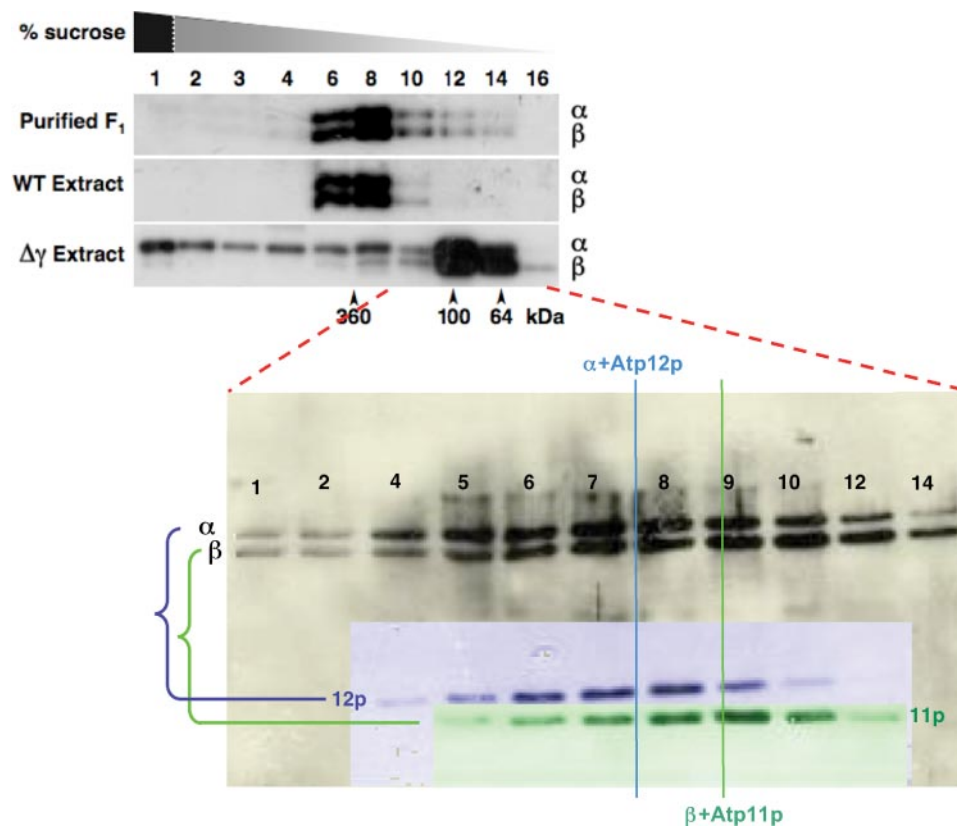 % sucrose
1 2 3 4 6 8 10 12 14 16
Purified F₁ α
β
WT Extract α
β
Δγ Extract α
β
360 100 64 kDa
α+Atp12p
1 2 4 5 6 7 8 9 10 12 14
α
β
12p
11p
β+Atp11p